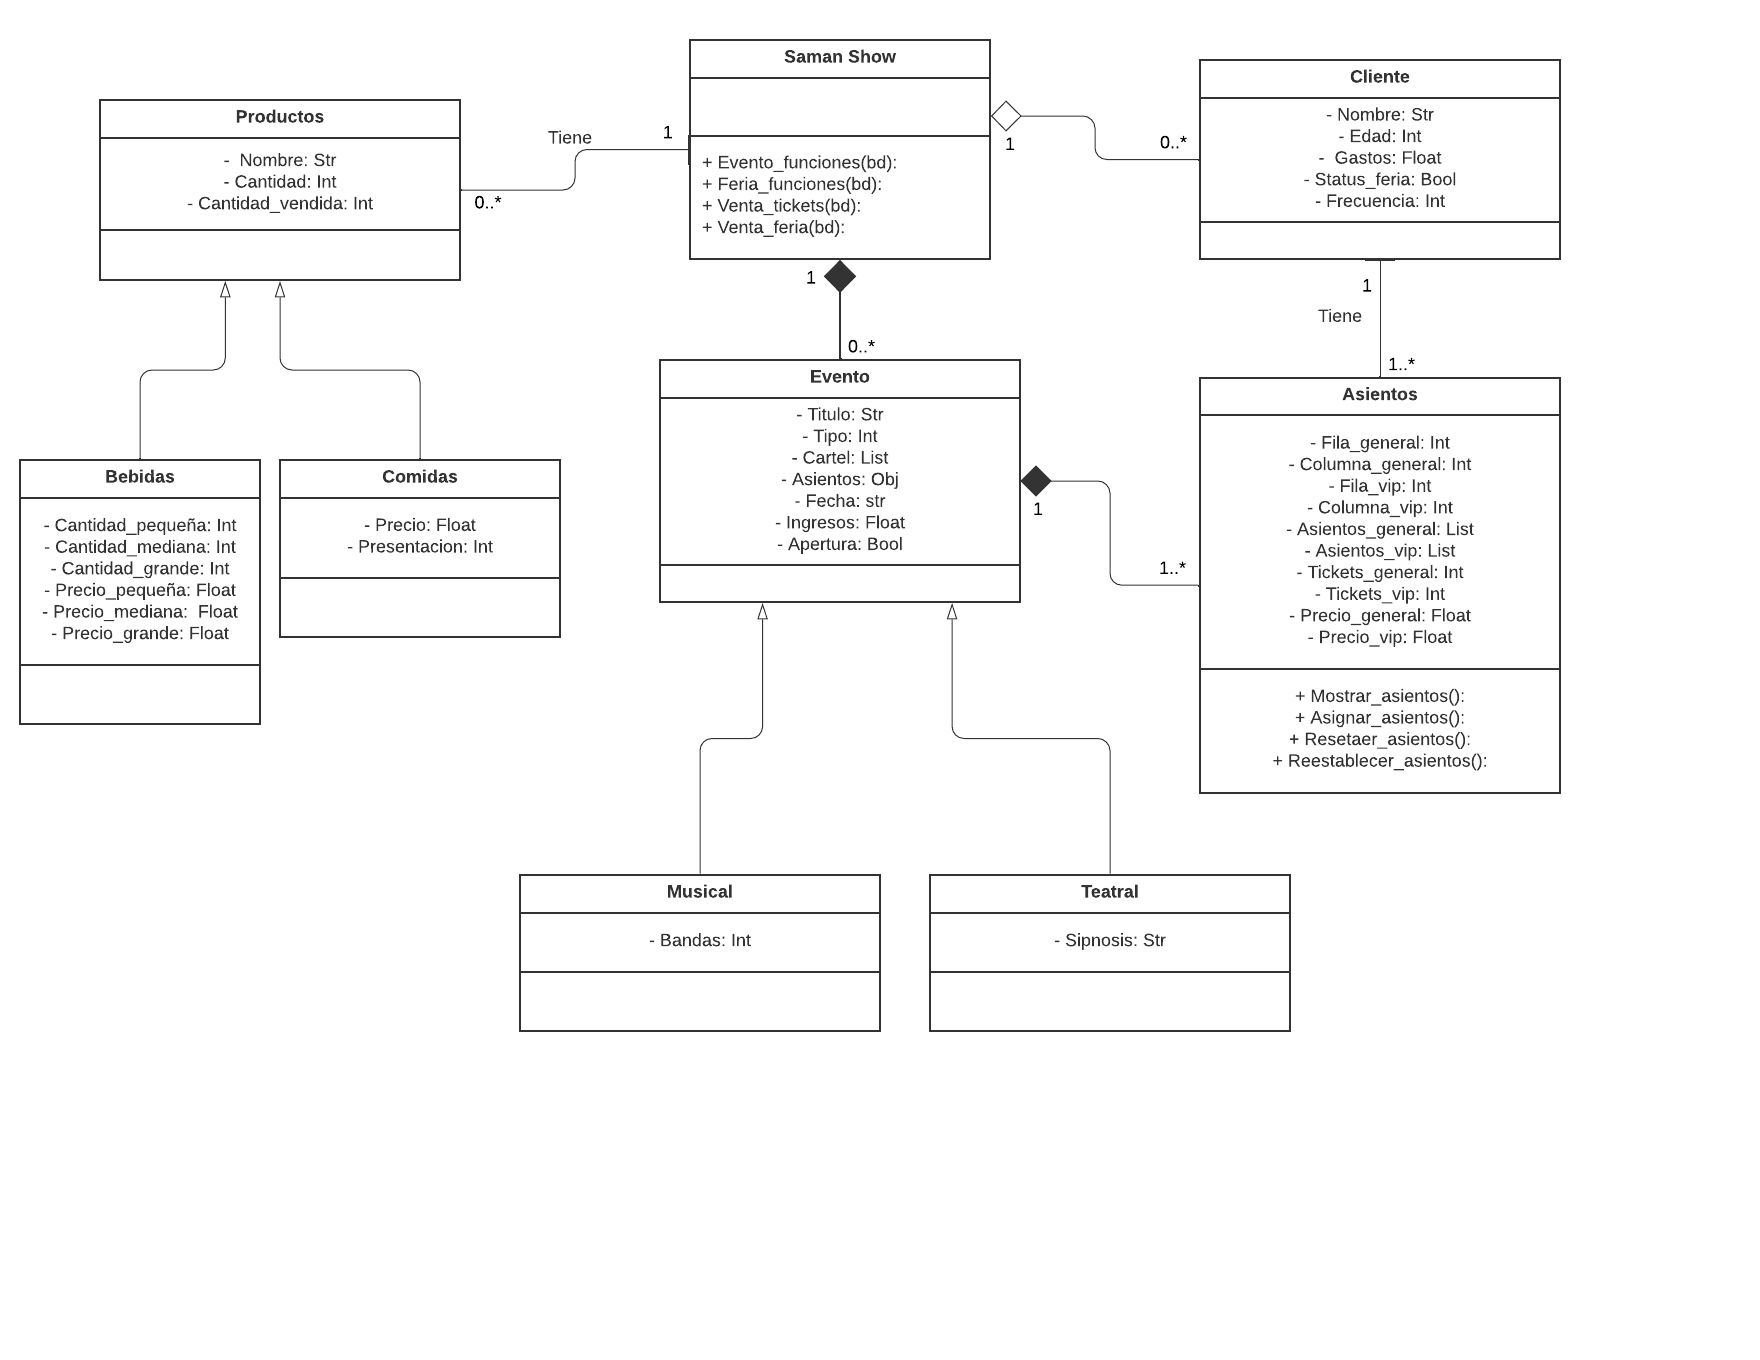 Saman Show
+ Evento_funciones(bd):
+ Feria_funciones(bd):
+ Venta_tickets(bd):
+ Venta_feria(bd):
Cliente
- Nombre: Str
- Edad: Int
- Gastos: Float
- Status_feria: Bool
- Frecuencia: Int
Productos
- Nombre: Str
- Cantidad: Int
- Cantidad_vendida: Int
Tiene
1
0..*
1
0..*
1
0..*
1
Tiene
1..*
Evento
- Titulo: Str
- Tipo: Int
- Cartel: List
- Asientos: Obj
- Fecha: str
- Ingresos: Float
- Apertura: Bool
1
1..*
Asientos
- Fila_general: Int
- Columna_general: Int
- Fila_vip: Int
- Columna_vip: Int
- Asientos_general: List
- Asientos_vip: List
- Tickets_general: Int
- Tickets_vip: Int
- Precio_general: Float
- Precio_vip: Float
+ Mostrar_asientos():
+ Asignar_asientos():
+ Resetaer_asientos():
+ Reestablecer_asientos():
Bebidas
- Cantidad_pequeña: Int
- Cantidad_mediana: Int
- Cantidad_grande: Int
- Precio_pequeña: Float
- Precio_mediana: Float
- Precio_grande: Float
Comidas
- Precio: Float
- Presentacion: Int
Musical
- Bandas: Int
Teatral
- Sipnosis: Str